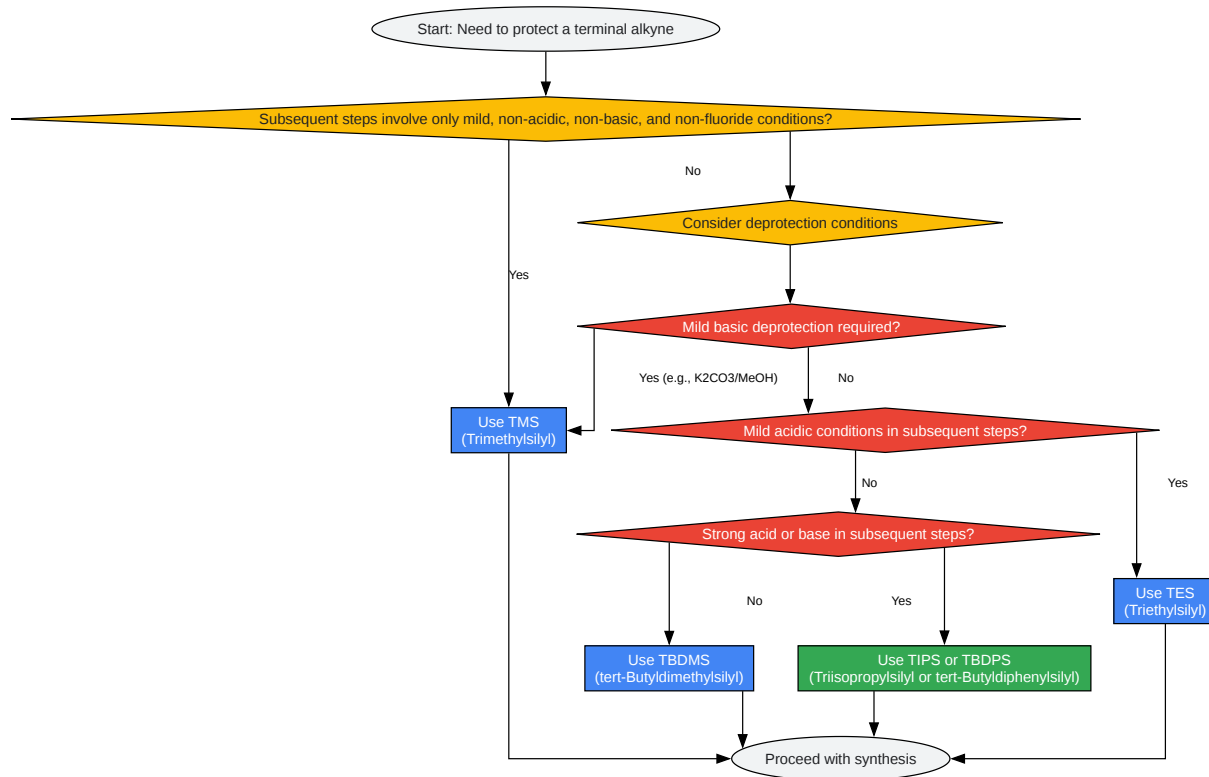 Start: Need to protect a terminal alkyne
Subsequent steps involve only mild, non-acidic, non-basic, and non-fluoride conditions?
No
Consider deprotection conditions
Yes
Mild basic deprotection required?
Yes (e.g., K2CO3/MeOH)
No
Use TMS
(Trimethylsilyl)
Mild acidic conditions in subsequent steps?
No
Yes
Strong acid or base in subsequent steps?
Use TES
(Triethylsilyl)
No
Yes
Use TBDMS
(tert-Butyldimethylsilyl)
Use TIPS or TBDPS
(Triisopropylsilyl or tert-Butyldiphenylsilyl)
Proceed with synthesis